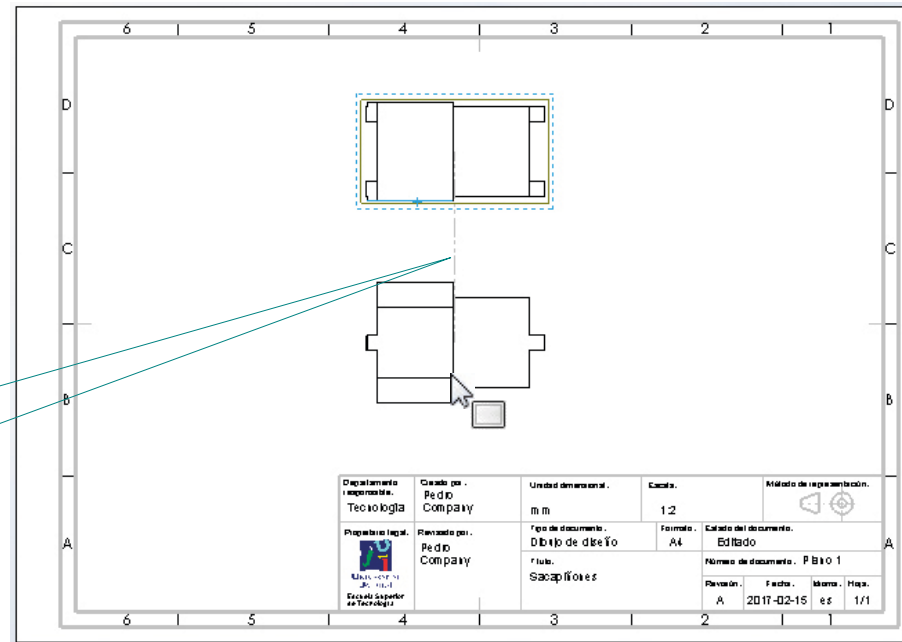 6 5 4 3 2 1
D D
C C
B B
A A
Departamento responsable.
Tecnología
Creado por.
Pedro
Company
Unidad dimensional.
mm
Escala.
1:2
Método de representación.
Propietario legal.
Escuela Superior
de Tecnología
Revisado por.
Pedro
Company
Tipo de documento.
Dibujo de diseño
Formato.
A4
Estado del documento.
Editado
Título.
Sacapiñones
Número de documento. Plano 1
Revisión.
A
Fecha.
2017-02-15
Idioma.
es
Hoja.
1/1
6 5 4 3 2 1